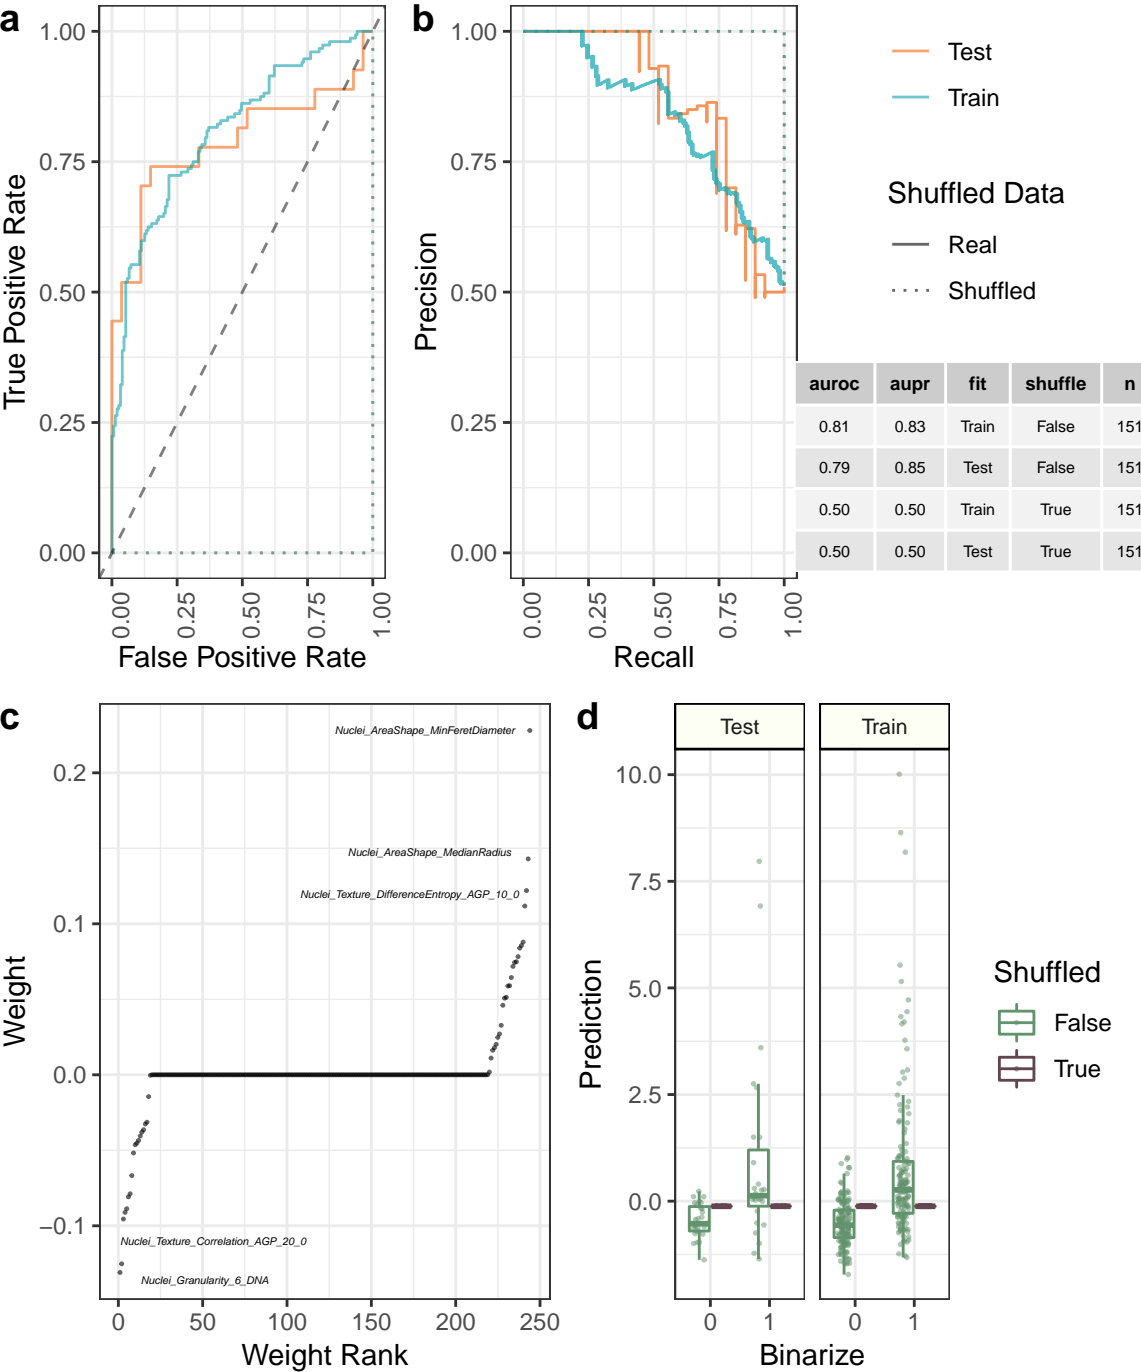 a
1.00
0.75
0.50
0.25
0.00
True Positive Rate
0.00
0.25
0.50
0.75
1.00
False Positive Rate
b
1.00
0.75
0.50
0.25
0.00
Precision
0.00
0.25
0.50
0.75
1.00
Recall
Test
Train
Shuffled Data
Real
Shuffled
auroc aupr fit shuffle n
0.81 0.83 Train False 151
0.79 0.85 Test False 151
0.50 0.50 Train True 151
0.50 0.50 Test True 151
c
0.2
0.1
0.0
−0.1
Weight
Nuclei_AreaShape_MinFeretDiameter
Nuclei_AreaShape_MedianRadius
Nuclei_Texture_DifferenceEntropy_AGP_10_0
Nuclei_Texture_Correlation_AGP_20_0
Nuclei_Granularity_6_DNA
0 50 100 150 200 250
Weight Rank
d
Test Train
10.0
7.5
5.0
2.5
0.0
Prediction
0 1 0 1
Binarize
Shuffled
False
True